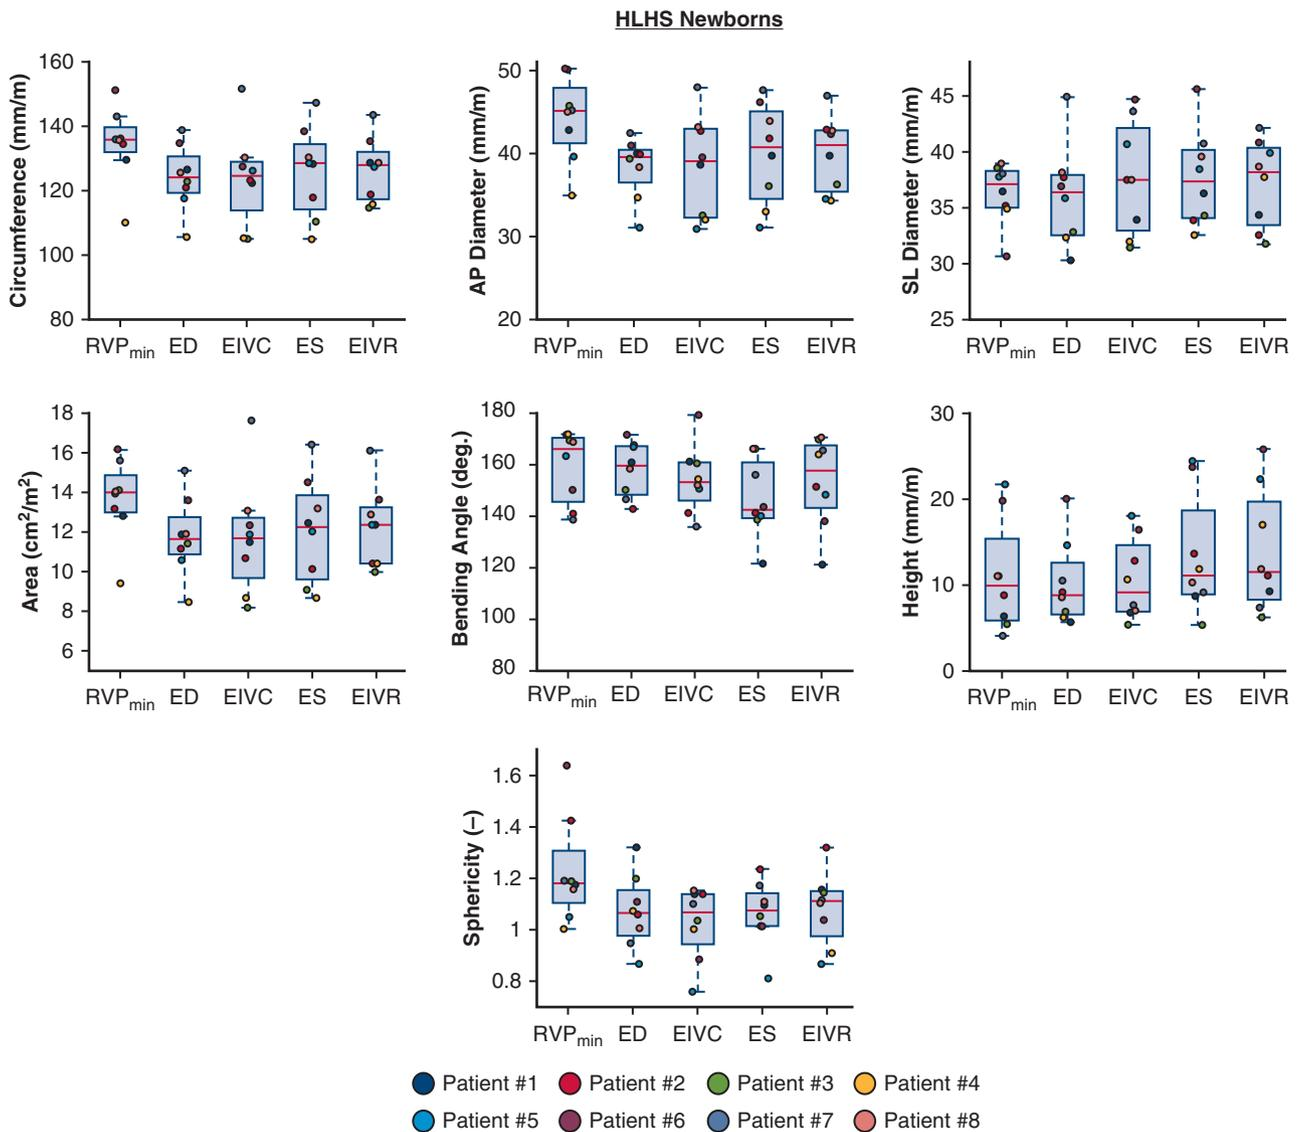 HLHS Newborns
Circumference (mm/m)
160
140
120
100
80
RVPmin ED EIVC ES EIVR
AP Diameter (mm/m)
50
40
30
20
RVPmin ED EIVC ES EIVR
SL Diameter (mm/m)
45
40
35
30
25
RVPmin ED EIVC ES EIVR
Area (cm²/m²)
18
16
14
12
10
8
6
RVPmin ED EIVC ES EIVR
Bending Angle (deg.)
180
160
140
120
100
80
RVPmin ED EIVC ES EIVR
Height (mm/m)
30
20
10
0
RVPmin ED EIVC ES EIVR
Sphericity (–)
1.6
1.4
1.2
1
0.8
RVPmin ED EIVC ES EIVR
Patient #1 Patient #2 Patient #3 Patient #4
Patient #5 Patient #6 Patient #7 Patient #8